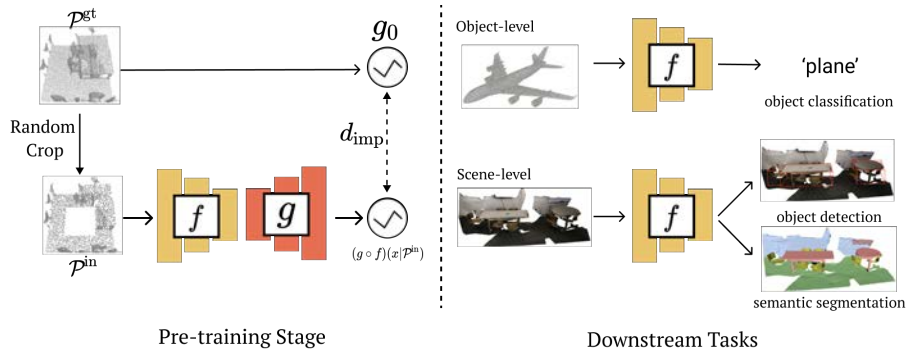 𝒫^gt
g_0
Random
Crop
d_imp
f
g
𝒫^in
(g ∘ f)(x|𝒫^in)
Pre-training Stage
Object-level
f
'plane'
object classification
Scene-level
f
object detection
semantic segmentation
Downstream Tasks